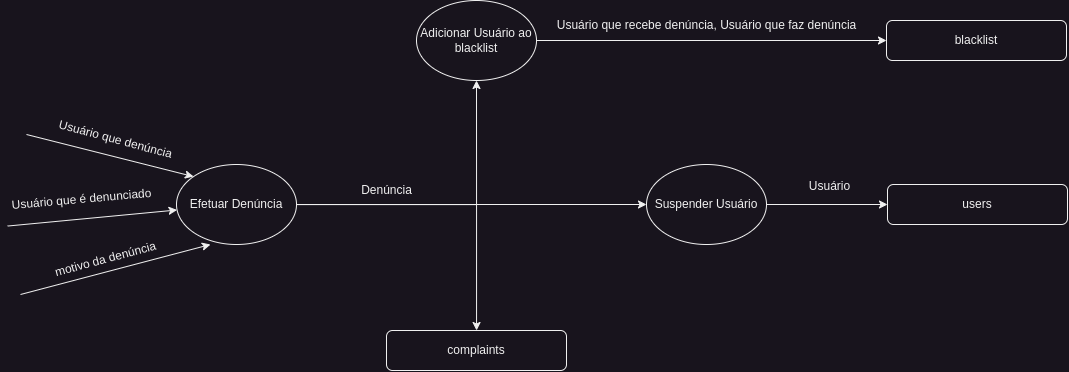 Adicionar Usuário ao
blacklist
Usuário que recebe denúncia, Usuário que faz denúncia
blacklist
Usuário que denúncia
Usuário que é denunciado
motivo da denúncia
Efetuar Denúncia
Denúncia
Suspender Usuário
Usuário
users
complaints